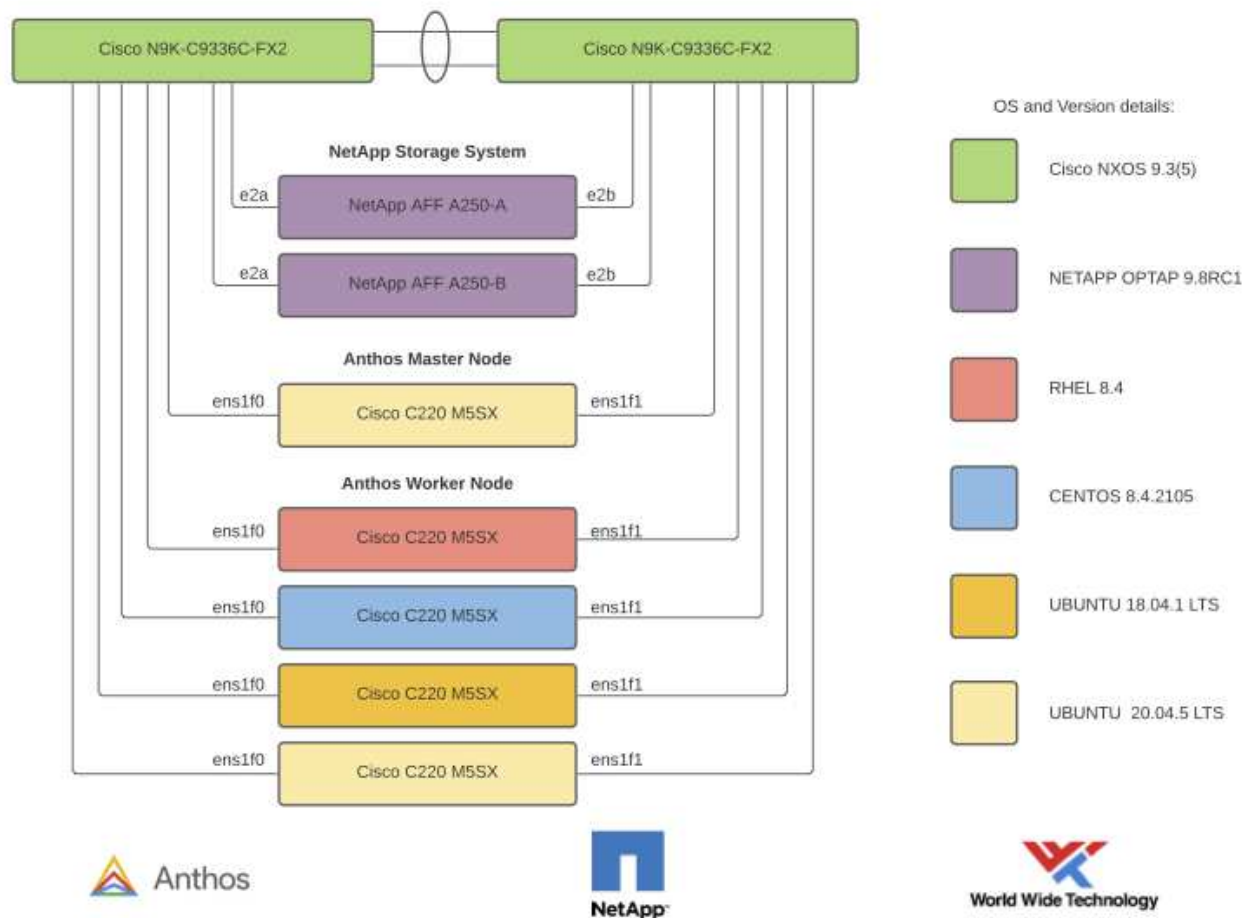 Cisco N9K-C9336C-FX2
Cisco N9K-C9336C-FX2
NetApp Storage System
e2a
NetApp AFF A250-A
e2b
e2a
NetApp AFF A250-B
e2b
Anthos Master Node
ens1f0
Cisco C220 M5SX
ens1f1
Anthos Worker Node
ens1f0
Cisco C220 M5SX
ens1f1
ens1f0
Cisco C220 M5SX
ens1f1
ens1f0
Cisco C220 M5SX
ens1f1
ens1f0
Cisco C220 M5SX
ens1f1
OS and Version details:
Cisco NXOS 9.3(5)
NETAPP OPTAP 9.8RC1
RHEL 8.4
CENTOS 8.4.2105
UBUNTU 18.04.1 LTS
UBUNTU 20.04.5 LTS
Anthos
NetApp™
World Wide Technology